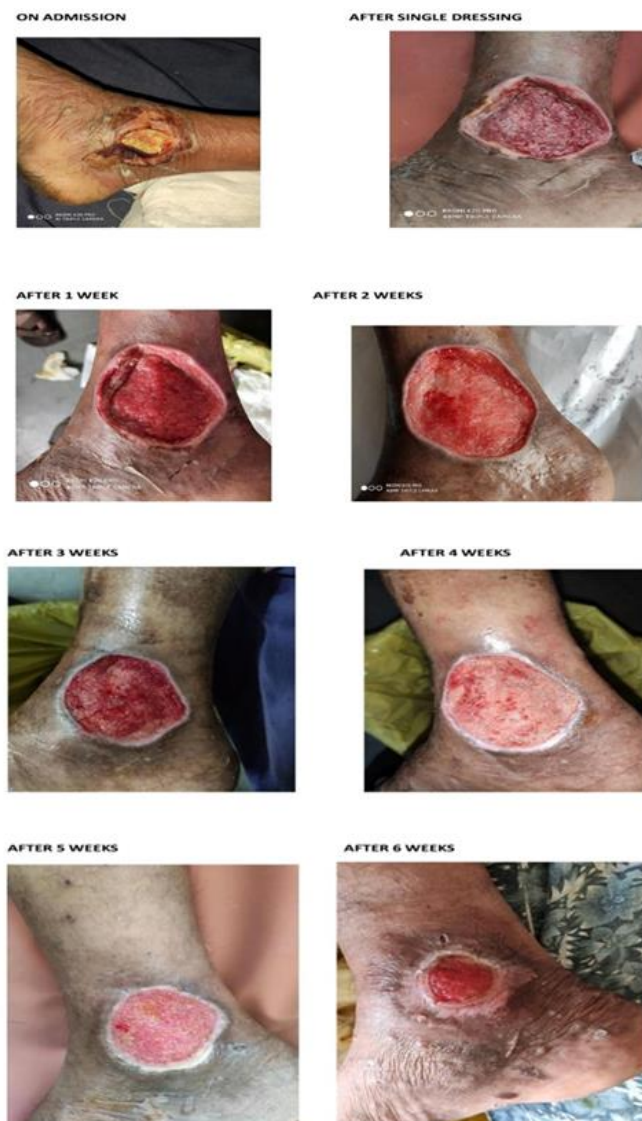 ON ADMISSION
AFTER SINGLE DRESSING
AFTER 1 WEEK
AFTER 2 WEEKS
AFTER 3 WEEKS
AFTER 4 WEEKS
AFTER 5 WEEKS
AFTER 6 WEEKS